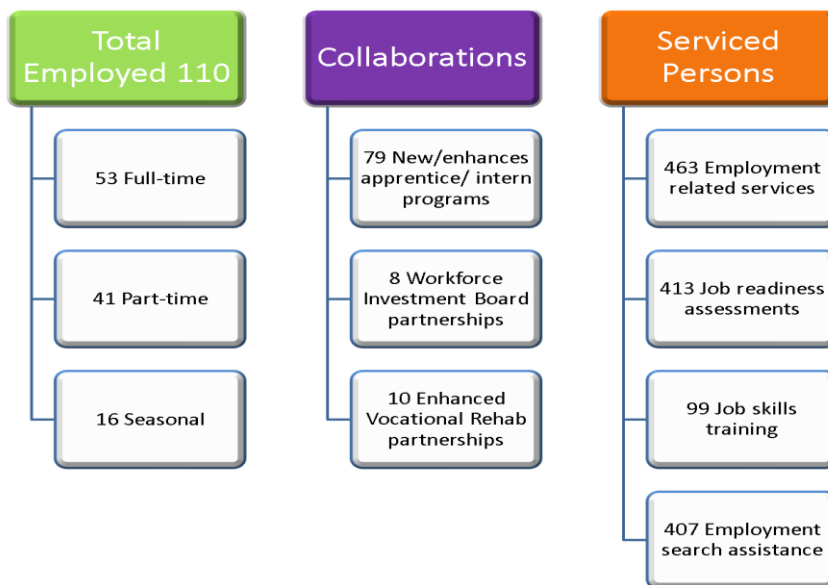 Total
Employed 110
53 Full-time
41 Part-time
16 Seasonal
Collaborations
79 New/enhances
apprentice/ intern
programs
8 Workforce
Investment Board
partnerships
10 Enhanced
Vocational Rehab
partnerships
Serviced
Persons
463 Employment
related services
413 Job readiness
assessments
99 Job skills
training
407 Employment
search assistance